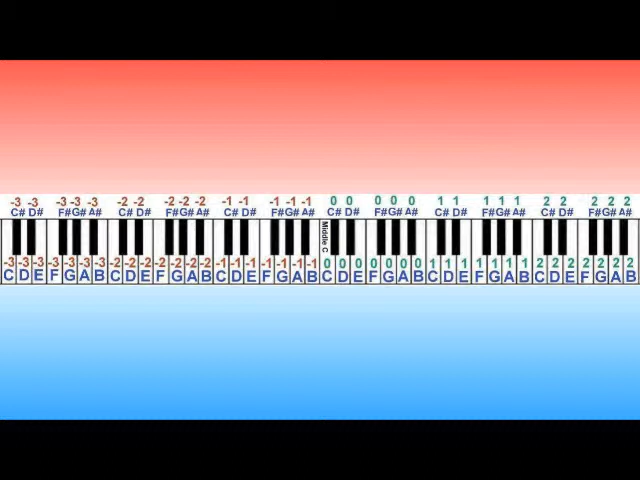 -3 -3 -3 -3 -3 -2 -2 -2 -2 -2 -1 -1 -1 -1 -1 0 0 0 0 0 1 1 1 1 1 2 2 2 2 2
C# D# F# G# A# C# D# F# G# A# C# D# F# G# A# C# D# F# G# A# C# D# F# G# A# C# D# F# G# A#
Middle C
-3 -3 -3 -3 -3 -3 -3 -2 -2 -2 -2 -2 -2 -2 -1 -1 -1 -1 -1 -1 -1 0 0 0 0 0 0 0 1 1 1 1 1 1 1 2 2 2 2 2 2 2
C D E F G A B C D E F G A B C D E F G A B C D E F G A B C D E F G A B C D E F G A B